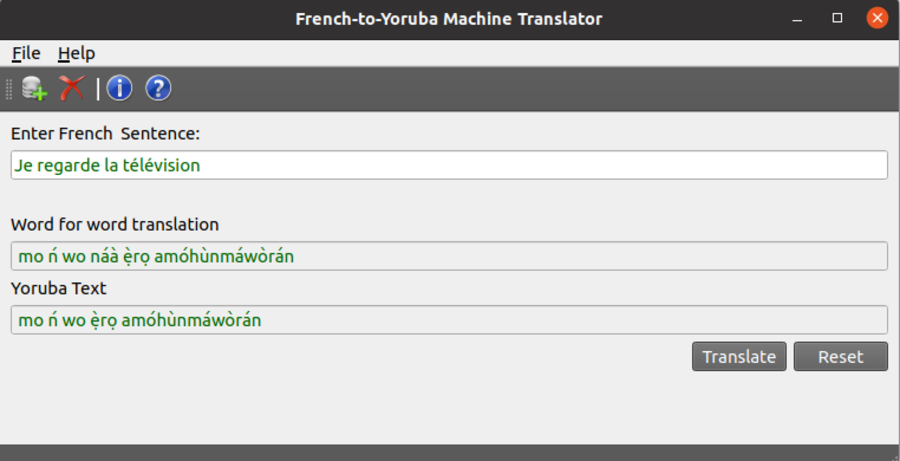 French-to-Yoruba Machine Translator
File Help
Enter French  Sentence:
Je regarde la télévision
Word for word translation
mo ń wo náà ẹ̀rọ amóhùnmáwòrán
Yoruba Text
mo ń wo ẹ̀rọ amóhùnmáwòrán
Translate Reset